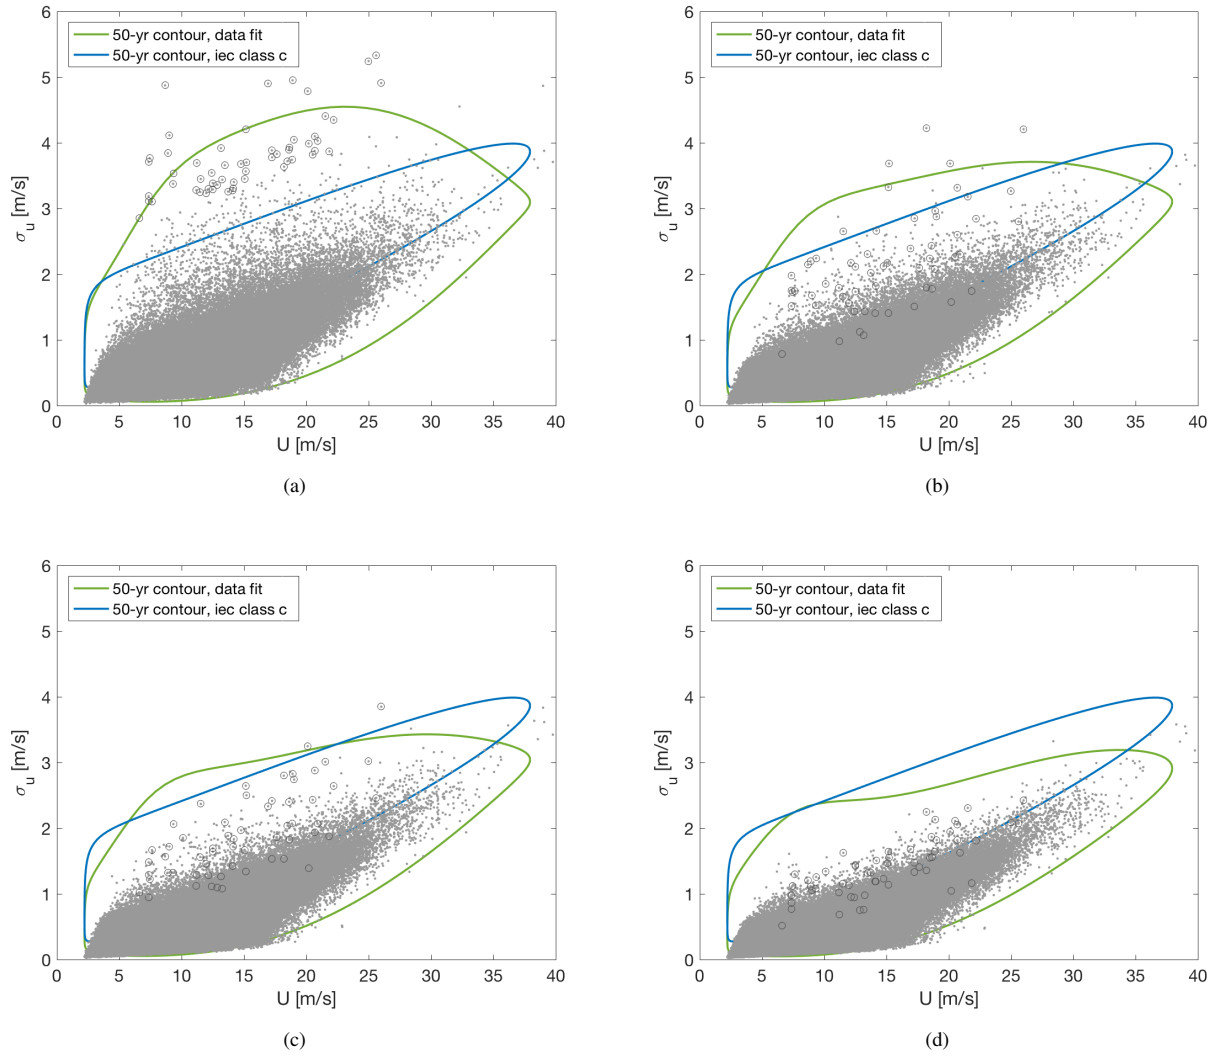 6
5
4
3
2
1
0
σu [m/s]
50-yr contour, data fit
50-yr contour, iec class c
0 5 10 15 20 25 30 35 40
U [m/s]
(a)
6
5
4
3
2
1
0
σu [m/s]
50-yr contour, data fit
50-yr contour, iec class c
0 5 10 15 20 25 30 35 40
U [m/s]
(b)
6
5
4
3
2
1
0
σu [m/s]
50-yr contour, data fit
50-yr contour, iec class c
0 5 10 15 20 25 30 35 40
U [m/s]
(c)
6
5
4
3
2
1
0
σu [m/s]
50-yr contour, data fit
50-yr contour, iec class c
0 5 10 15 20 25 30 35 40
U [m/s]
(d)